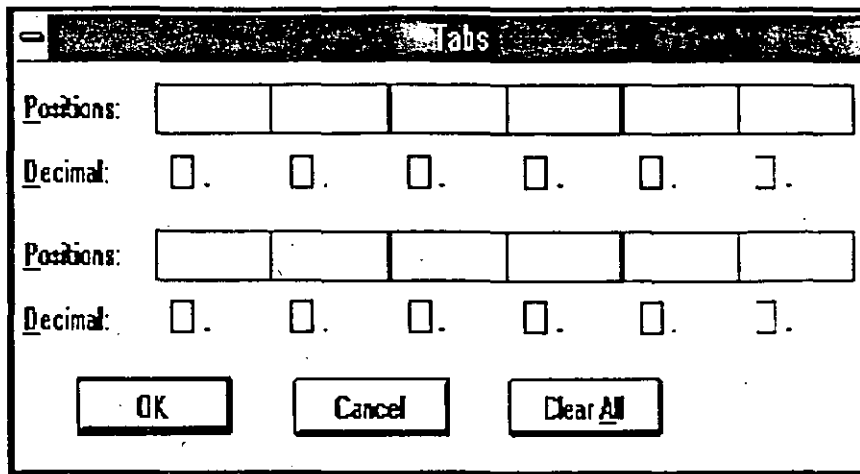 Tabs
Positions:
Decimal: . . . . . .
Positions:
Decimal: . . . . . .
OK Cancel Clear All